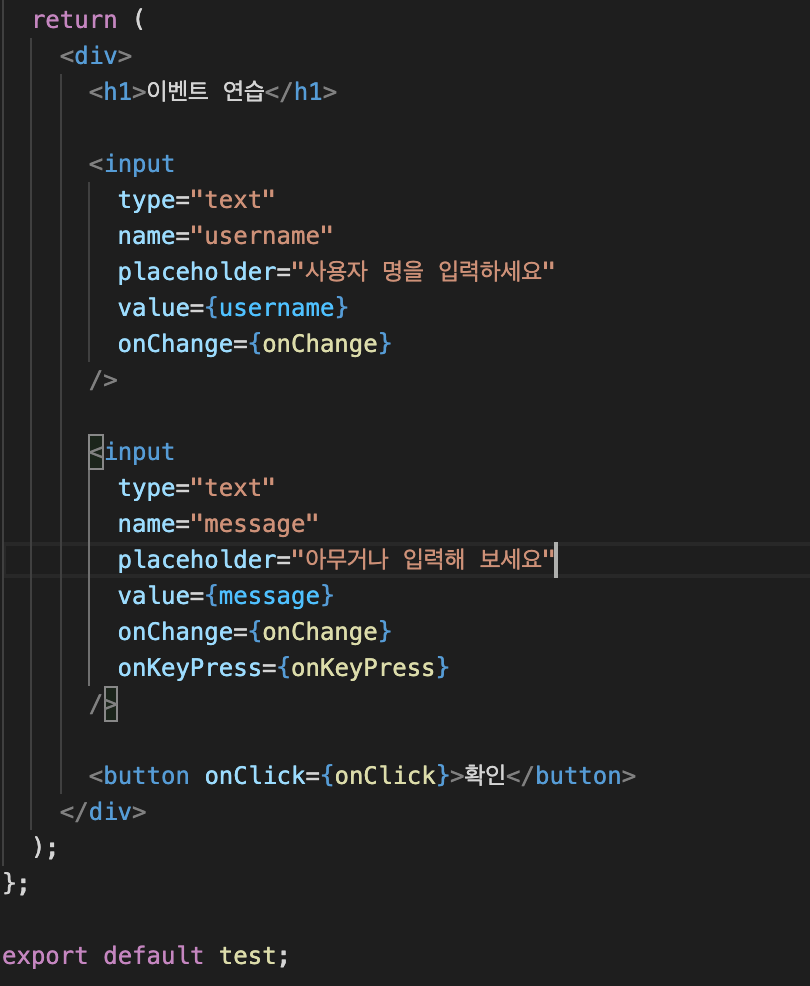 return (
<div>
<h1>이벤트 연습</h1>
<input
type="text"
name="username"
placeholder="사용자 명을 입력하세요"
value={username}
onChange={onChange}
/>
<input
type="text"
name="message"
placeholder="아무거나 입력해 보세요"
value={message}
onChange={onChange}
onKeyPress={onKeyPress}
/>
<button onClick={onClick}>확인</button>
</div>
);
};
export default test;